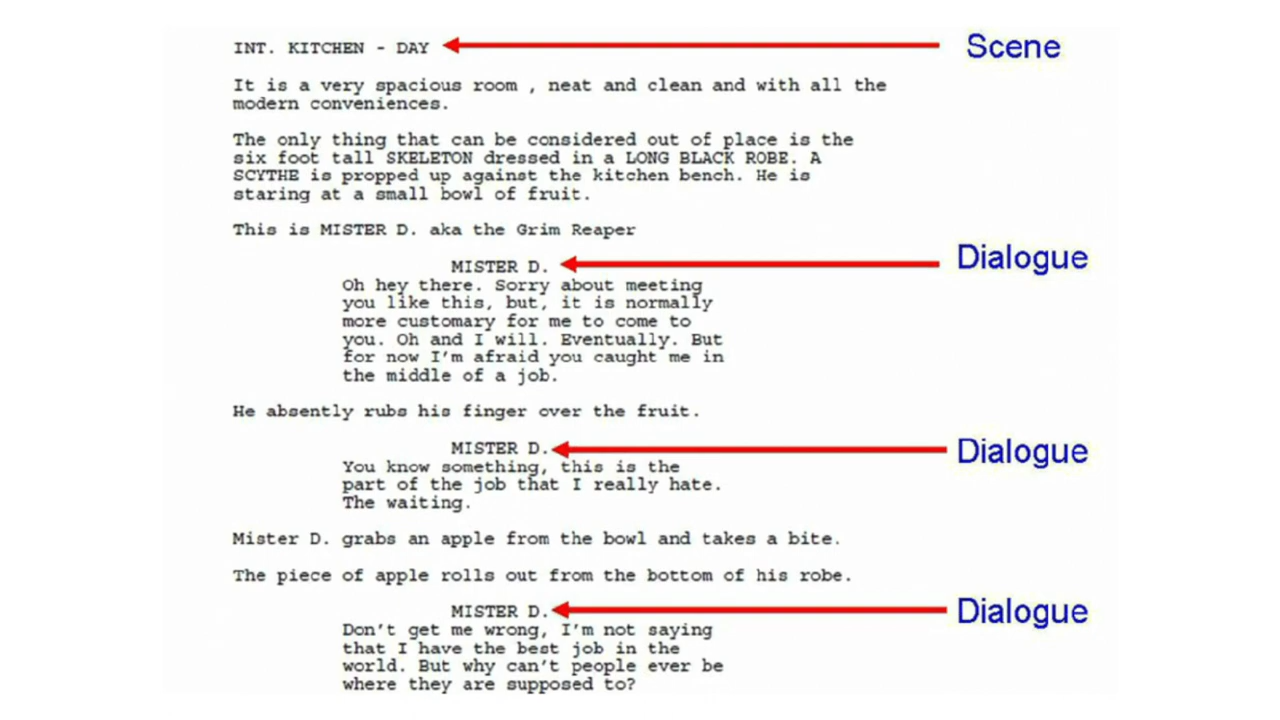 INT. KITCHEN - DAY
Scene
It is a very spacious room , neat and clean and with all the
modern conveniences.
The only thing that can be considered out of place is the
six foot tall SKELETON dressed in a LONG BLACK ROBE. A
SCYTHE is propped up against the kitchen bench. He is
staring at a small bowl of fruit.
This is MISTER D. aka the Grim Reaper
MISTER D.
Dialogue
Oh hey there. Sorry about meeting
you like this, but, it is normally
more customary for me to come to
you. Oh and I will. Eventually. But
for now I'm afraid you caught me in
the middle of a job.
He absently rubs his finger over the fruit.
MISTER D.
Dialogue
You know something, this is the
part of the job that I really hate.
The waiting.
Mister D. grabs an apple from the bowl and takes a bite.
The piece of apple rolls out from the bottom of his robe.
MISTER D.
Dialogue
Don't get me wrong, I'm not saying
that I have the best job in the
world. But why can't people ever be
where they are supposed to?